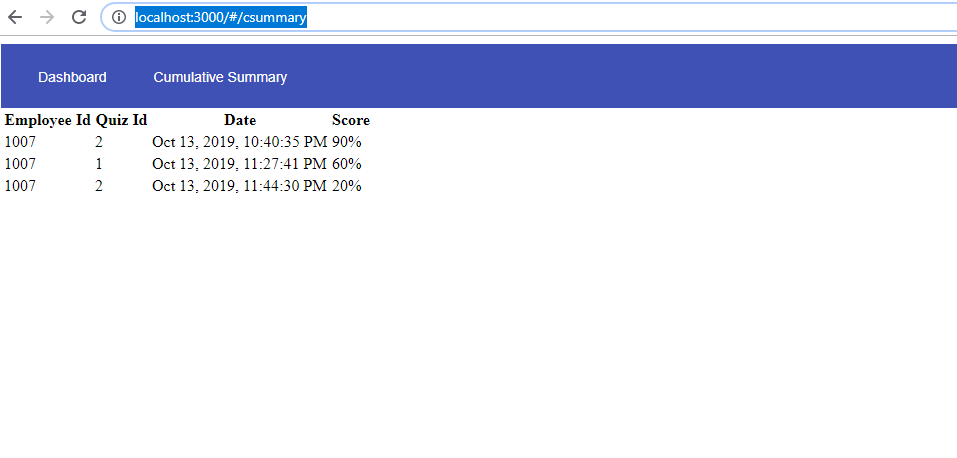 localhost:3000/#/csummary
Dashboard Cumulative Summary
Employee Id Quiz Id Date Score
1007 2 Oct 13, 2019, 10:40:35 PM 90%
1007 1 Oct 13, 2019, 11:27:41 PM 60%
1007 2 Oct 13, 2019, 11:44:30 PM 20%